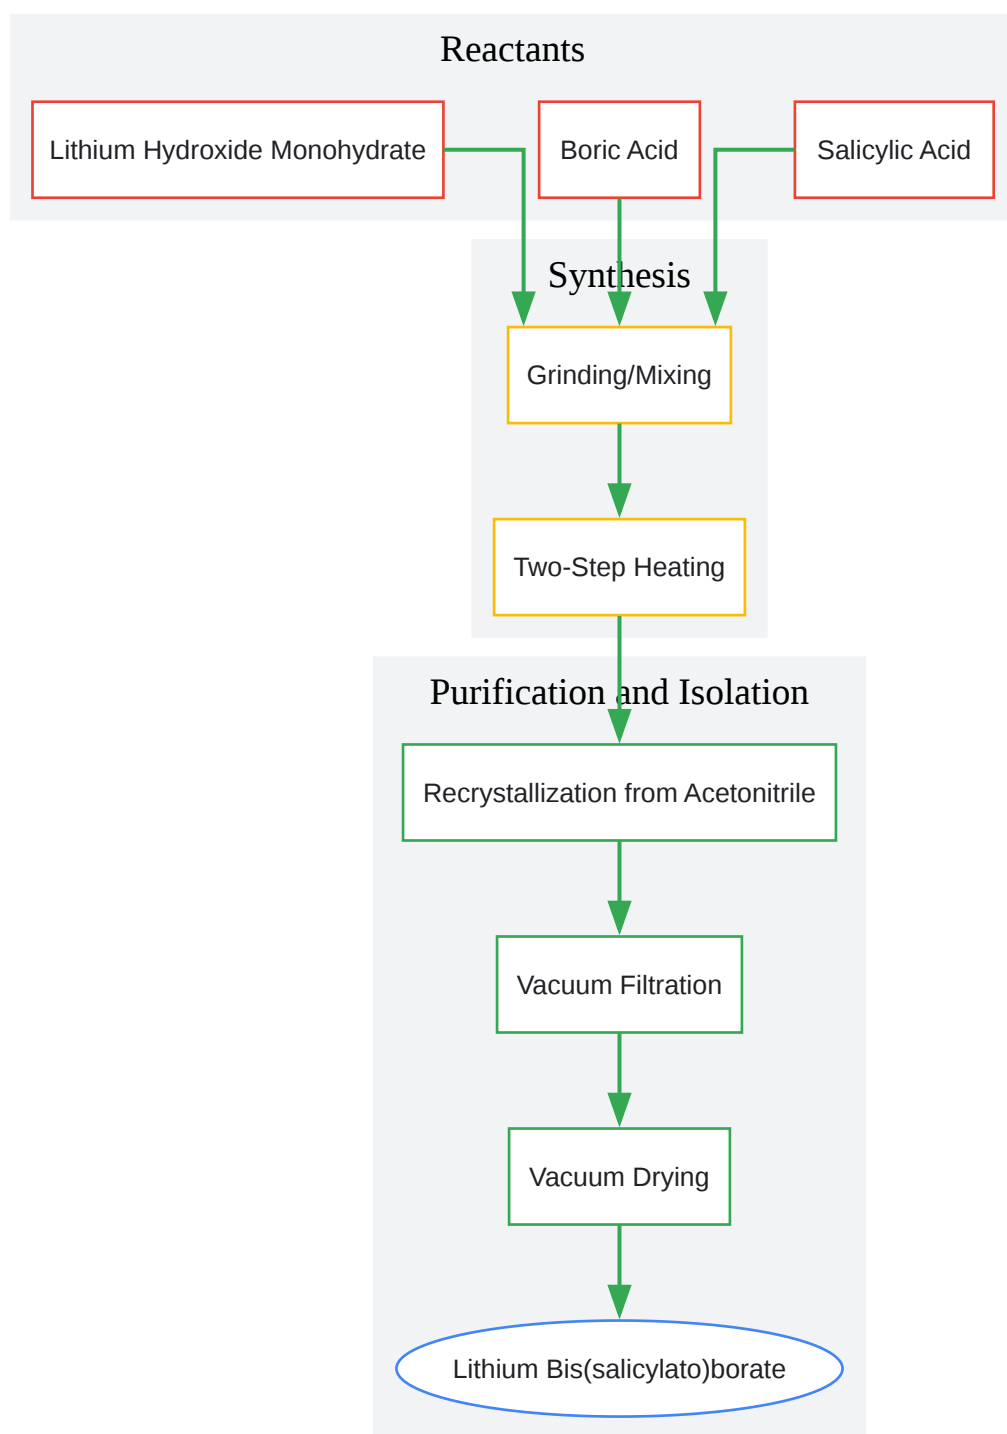 Reactants
Lithium Hydroxide Monohydrate
Boric Acid
Salicylic Acid
Synthesis
Grinding/Mixing
Two-Step Heating
Purification and Isolation
Recrystallization from Acetonitrile
Vacuum Filtration
Vacuum Drying
Lithium Bis(salicylato)borate